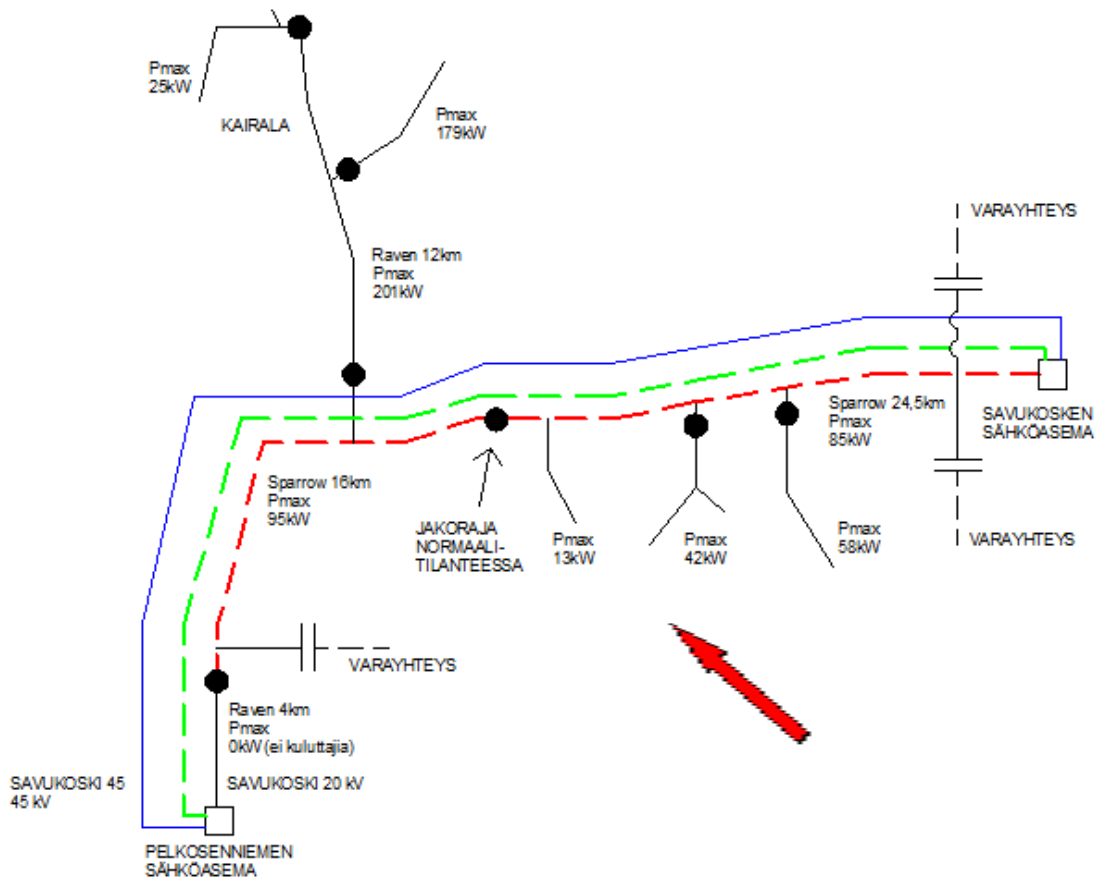 Pmax
25kW
KAIRALA
Pmax
179kW
Raven 12km
Pmax
201kW
VARAYHTEYS
Sparrow 24,5km
Pmax
85kW
SAVUKOSKEN
SÄHKÖASEMA
Sparrow 16km
Pmax
95kW
JAKORAJA
NORMAALI-
TILANTEESSA
Pmax
13kW
Pmax
42kW
Pmax
58kW
VARAYHTEYS
VARAYHTEYS
Raven 4km
Pmax
0kW (ei kuluttajia)
SAVUKOSKI 45
45 kV
SAVUKOSKI 20 kV
PELKOSENNIEMEN
SÄHKÖASEMA